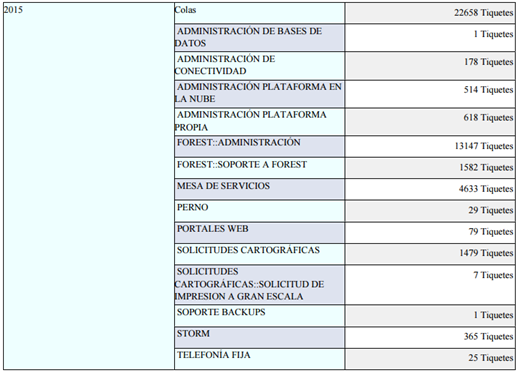 2015 Colas 22658 Tiquetes
ADMINISTRACIÓN DE BASES DE 1 Tiquetes
DATOS
ADMINISTRACIÓN DE 178 Tiquetes
CONECTIVIDAD
ADMINISTRACIÓN PLATAFORMA EN 514 Tiquetes
LA NUBE
ADMINISTRACIÓN PLATAFORMA 618 Tiquetes
PROPIA
FOREST::ADMINISTRACIÓN 13147 Tiquetes
FOREST::SOPORTE A FOREST 1582 Tiquetes
MESA DE SERVICIOS 4633 Tiquetes
PERNO 29 Tiquetes
PORTALES WEB 79 Tiquetes
SOLICITUDES CARTOGRÁFICAS 1479 Tiquetes
SOLICITUDES 7 Tiquetes
CARTOGRÁFICAS::SOLICITUD DE
IMPRESION A GRAN ESCALA
SOPORTE BACKUPS 1 Tiquetes
STORM 365 Tiquetes
TELEFONÍA FIJA 25 Tiquetes